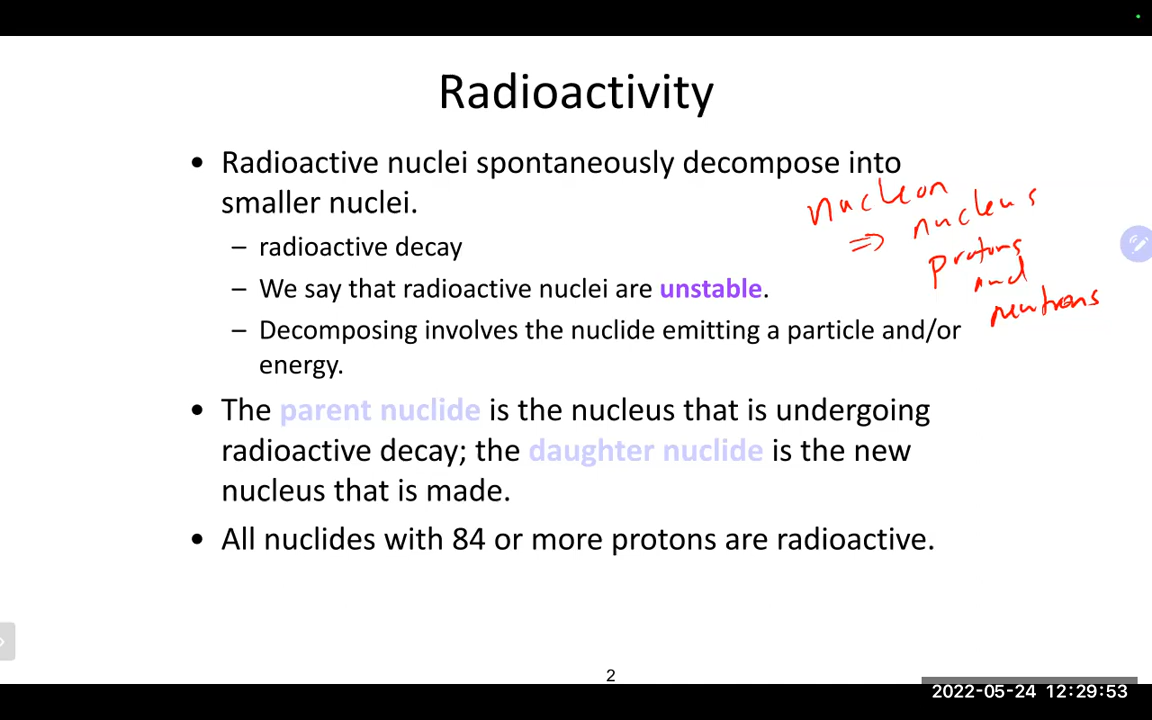 Radioactivity
• Radioactive nuclei spontaneously decompose into
smaller nuclei.
– radioactive decay
– We say that radioactive nuclei are unstable.
– Decomposing involves the nuclide emitting a particle and/or
energy.
• The parent nuclide is the nucleus that is undergoing
radioactive decay; the daughter nuclide is the new
nucleus that is made.
• All nuclides with 84 or more protons are radioactive.
nucleon
⇒ nucleus
protons
and
neutrons
2
2022-05-24 12:29:53